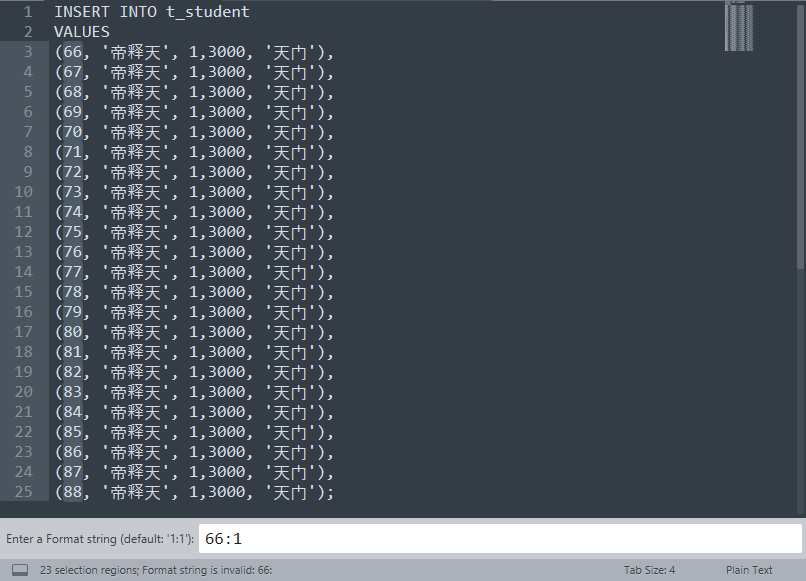 1 INSERT INTO t_student
2 VALUES
3 (66, '帝释天', 1,3000, '天门'),
4 (67, '帝释天', 1,3000, '天门'),
5 (68, '帝释天', 1,3000, '天门'),
6 (69, '帝释天', 1,3000, '天门'),
7 (70, '帝释天', 1,3000, '天门'),
8 (71, '帝释天', 1,3000, '天门'),
9 (72, '帝释天', 1,3000, '天门'),
10 (73, '帝释天', 1,3000, '天门'),
11 (74, '帝释天', 1,3000, '天门'),
12 (75, '帝释天', 1,3000, '天门'),
13 (76, '帝释天', 1,3000, '天门'),
14 (77, '帝释天', 1,3000, '天门'),
15 (78, '帝释天', 1,3000, '天门'),
16 (79, '帝释天', 1,3000, '天门'),
17 (80, '帝释天', 1,3000, '天门'),
18 (81, '帝释天', 1,3000, '天门'),
19 (82, '帝释天', 1,3000, '天门'),
20 (83, '帝释天', 1,3000, '天门'),
21 (84, '帝释天', 1,3000, '天门'),
22 (85, '帝释天', 1,3000, '天门'),
23 (86, '帝释天', 1,3000, '天门'),
24 (87, '帝释天', 1,3000, '天门'),
25 (88, '帝释天', 1,3000, '天门');
Enter a Format string (default: '1:1'): 66:1
23 selection regions; Format string is invalid: 66: Tab Size: 4 Plain Text